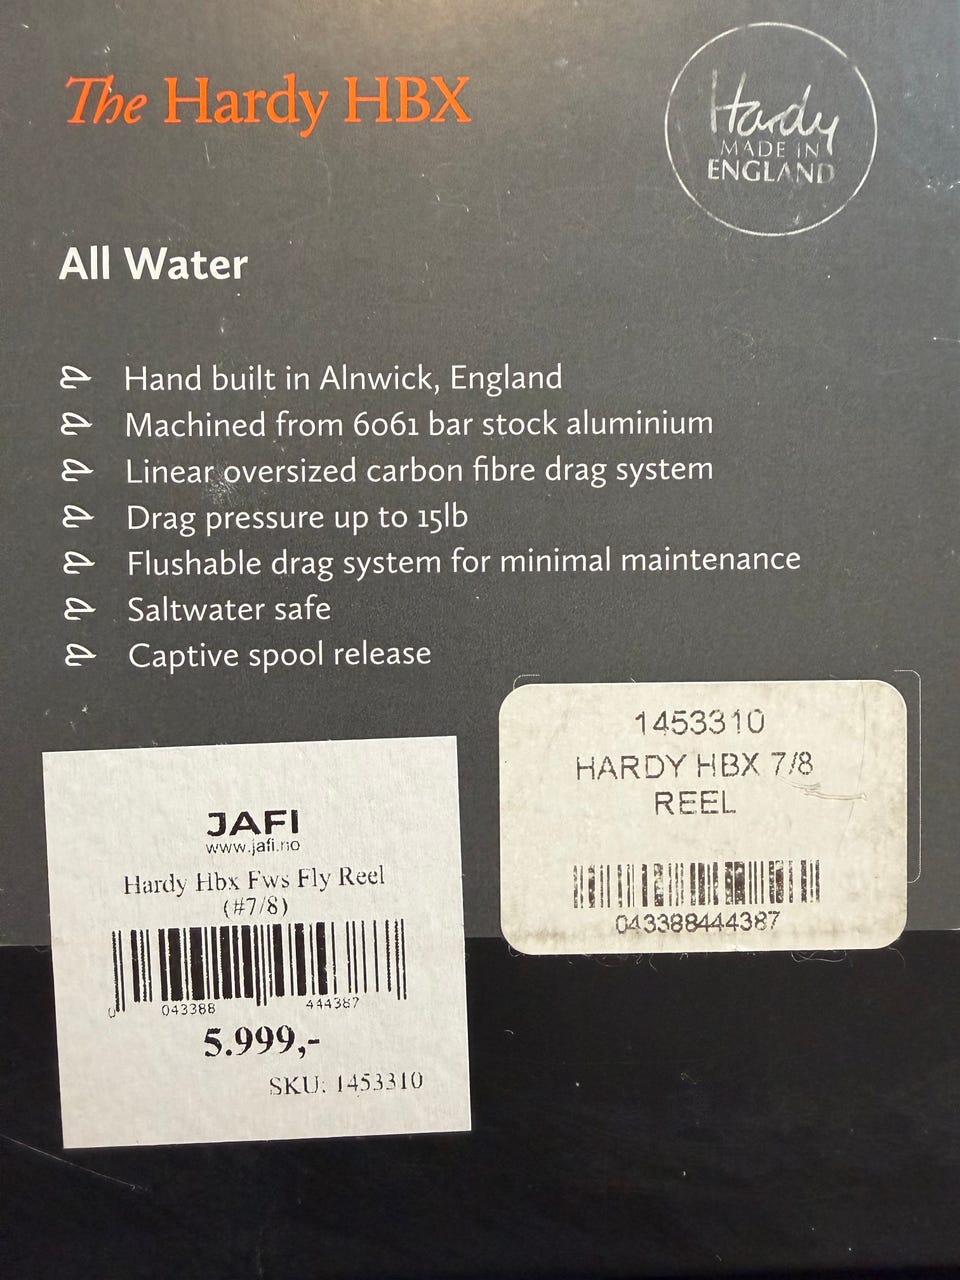 The Hardy HBX
Hardy
MADE IN
ENGLAND
All Water
Hand built in Alnwick, England
Machined from 6061 bar stock aluminium
Linear oversized carbon fibre drag system
Drag pressure up to 15lb
Flushable drag system for minimal maintenance
Saltwater safe
Captive spool release
1453310
HARDY HBX 7/8
REEL
043388444387
JAFI
www.jafi.no
Hardy Hbx Fws Fly Reel
(#7/8)
0 043388 444387
5.999,-
SKU: 1453310